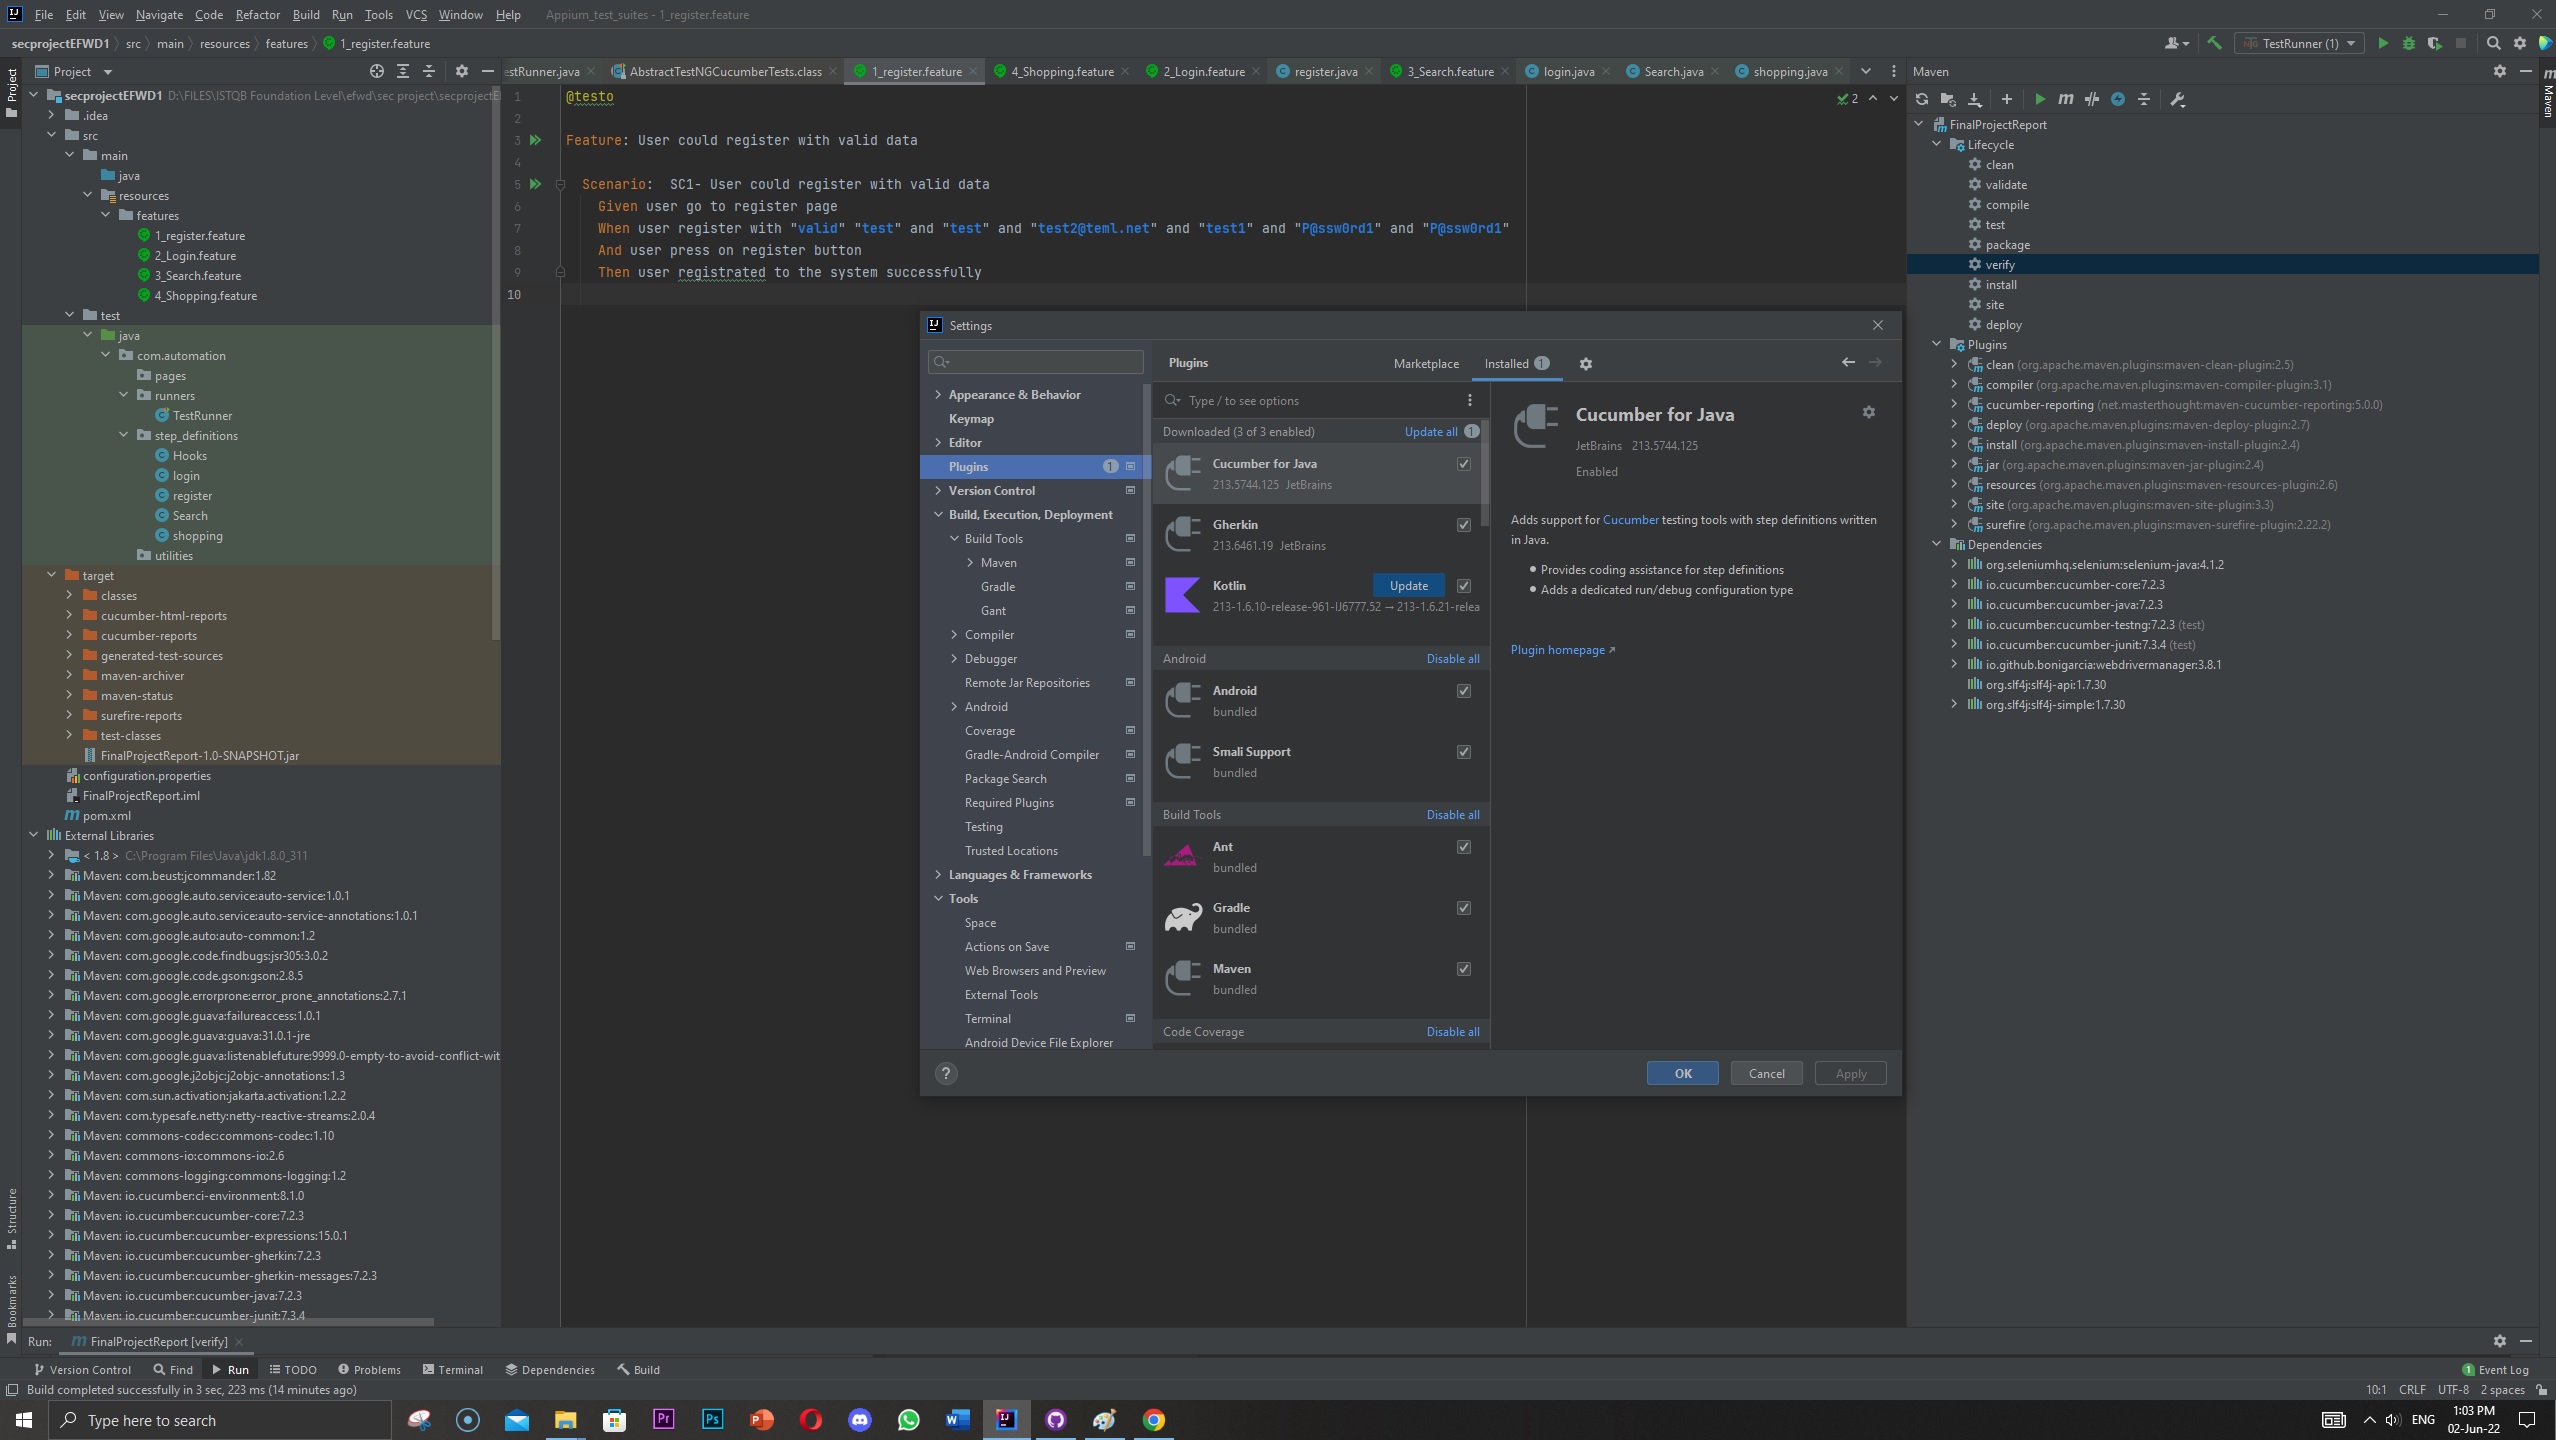 File Edit View Navigate Code Refactor Build Run Tools VCS Window Help Appium_test_suites - 1_register.feature
secprojectEFWD1 src main resources features 1_register.feature
TestRunner (1)
Project
estRunner.java AbstractTestNGCucumberTests.class 1_register.feature 4_Shopping.feature 2_Login.feature register.java 3_Search.feature login.java Search.java shopping.java
Maven
Project
Maven
secprojectEFWD1 D:\FILES\ISTQB Foundation Level\efwd\sec project\secprojectE
.idea
src
main
java
resources
features
1_register.feature
2_Login.feature
3_Search.feature
4_Shopping.feature
test
java
com.automation
pages
runners
TestRunner
step_definitions
Hooks
login
register
Search
shopping
utilities
target
classes
cucumber-html-reports
cucumber-reports
generated-test-sources
maven-archiver
maven-status
surefire-reports
test-classes
FinalProjectReport-1.0-SNAPSHOT.jar
configuration.properties
FinalProjectReport.iml
pom.xml
External Libraries
< 1.8 > C:\Program Files\Java\jdk1.8.0_311
Maven: com.beust:jcommander:1.82
Maven: com.google.auto.service:auto-service:1.0.1
Maven: com.google.auto.service:auto-service-annotations:1.0.1
Maven: com.google.auto:auto-common:1.2
Maven: com.google.code.findbugs:jsr305:3.0.2
Maven: com.google.code.gson:gson:2.8.5
Maven: com.google.errorprone:error_prone_annotations:2.7.1
Maven: com.google.guava:failureaccess:1.0.1
Maven: com.google.guava:guava:31.0.1-jre
Maven: com.google.guava:listenablefuture:9999.0-empty-to-avoid-conflict-wit
Maven: com.google.j2objc:j2objc-annotations:1.3
Maven: com.sun.activation:jakarta.activation:1.2.2
Maven: com.typesafe.netty:netty-reactive-streams:2.0.4
Maven: commons-codec:commons-codec:1.10
Maven: commons-io:commons-io:2.6
Maven: commons-logging:commons-logging:1.2
Maven: io.cucumber:ci-environment:8.1.0
Maven: io.cucumber:cucumber-core:7.2.3
Maven: io.cucumber:cucumber-expressions:15.0.1
Maven: io.cucumber:cucumber-gherkin:7.2.3
Maven: io.cucumber:cucumber-gherkin-messages:7.2.3
Maven: io.cucumber:cucumber-java:7.2.3
Maven: io.cucumber:cucumber-junit:7.3.4
Structure
Bookmarks
1 @testo
2
2
3 Feature: User could register with valid data
4
5 Scenario: SC1- User could register with valid data
6 Given user go to register page
7 When user register with "valid" "test" and "test" and "test2@teml.net" and "test1" and "P@ssw0rd1" and "P@ssw0rd1"
8 And user press on register button
9 Then user registrated to the system successfully
10
Settings
Appearance & Behavior
Keymap
Editor
Plugins 1
Version Control
Build, Execution, Deployment
Build Tools
Maven
Gradle
Gant
Compiler
Debugger
Remote Jar Repositories
Android
Coverage
Gradle-Android Compiler
Package Search
Required Plugins
Testing
Trusted Locations
Languages & Frameworks
Tools
Space
Actions on Save
Web Browsers and Preview
External Tools
Terminal
Android Device File Explorer
Plugins Marketplace Installed 1
Type / to see options
Downloaded (3 of 3 enabled) Update all 1
Cucumber for Java
213.5744.125 JetBrains
Gherkin
213.6461.19 JetBrains
Kotlin Update
213-1.6.10-release-961-IJ6777.52 → 213-1.6.21-relea
Android Disable all
Android
bundled
Smali Support
bundled
Build Tools Disable all
Ant
bundled
Gradle
bundled
Maven
bundled
Code Coverage Disable all
Cucumber for Java
JetBrains 213.5744.125
Enabled
Adds support for Cucumber testing tools with step definitions written
in Java.
• Provides coding assistance for step definitions
• Adds a dedicated run/debug configuration type
Plugin homepage ↗
? OK Cancel Apply
FinalProjectReport
Lifecycle
clean
validate
compile
test
package
verify
install
site
deploy
Plugins
clean (org.apache.maven.plugins:maven-clean-plugin:2.5)
compiler (org.apache.maven.plugins:maven-compiler-plugin:3.1)
cucumber-reporting (net.masterthought:maven-cucumber-reporting:5.0.0)
deploy (org.apache.maven.plugins:maven-deploy-plugin:2.7)
install (org.apache.maven.plugins:maven-install-plugin:2.4)
jar (org.apache.maven.plugins:maven-jar-plugin:2.4)
resources (org.apache.maven.plugins:maven-resources-plugin:2.6)
site (org.apache.maven.plugins:maven-site-plugin:3.3)
surefire (org.apache.maven.plugins:maven-surefire-plugin:2.22.2)
Dependencies
org.seleniumhq.selenium:selenium-java:4.1.2
io.cucumber:cucumber-core:7.2.3
io.cucumber:cucumber-java:7.2.3
io.cucumber:cucumber-testng:7.2.3 (test)
io.cucumber:cucumber-junit:7.3.4 (test)
io.github.bonigarcia:webdrivermanager:3.8.1
org.slf4j:slf4j-api:1.7.30
org.slf4j:slf4j-simple:1.7.30
Run: FinalProjectReport [verify]
Version Control Find Run TODO Problems Terminal Dependencies Build 1 Event Log
Build completed successfully in 3 sec, 223 ms (14 minutes ago) 10:1 CRLF UTF-8 2 spaces
Type here to search
ENG
1:03 PM
02-Jun-22